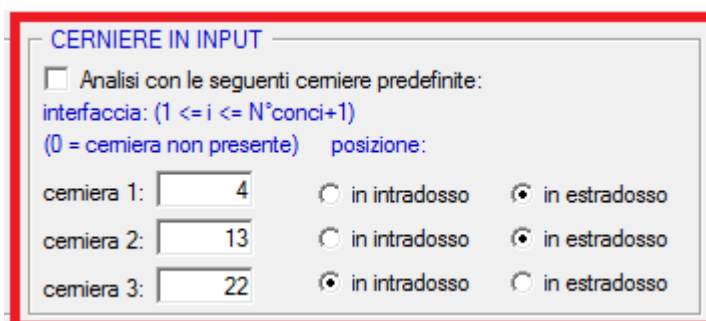 CERNIERE IN INPUT
Analisi con le seguenti cerniere predefinite:
interfaccia: (1 <= i <= N°conci+1)
(0 = cerniera non presente) posizione:
cerniera 1: 4 in intradosso in estradosso
cerniera 2: 13 in intradosso in estradosso
cerniera 3: 22 in intradosso in estradosso